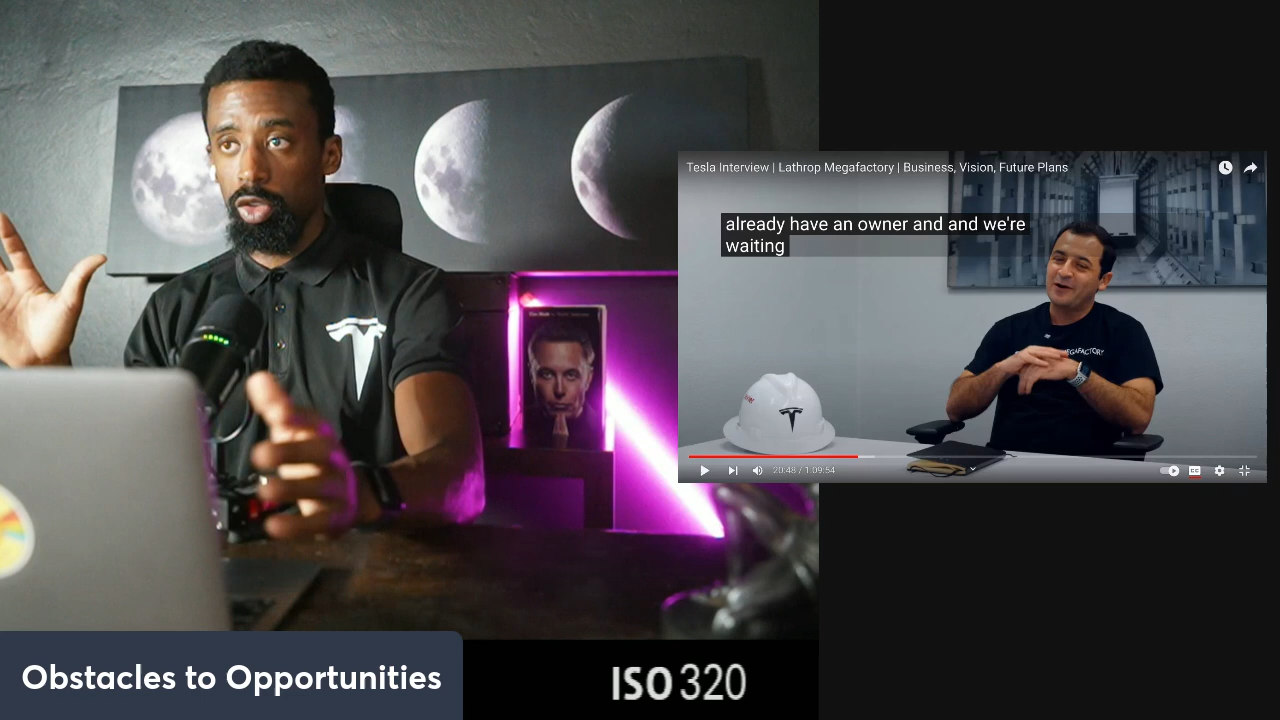 Tesla Interview | Lathrop Megafactory | Business, Vision, Future Plans
already have an owner and and we're
waiting
MEGAFACTORY
20:48 / 1:09:54
Obstacles to Opportunities
ISO 320